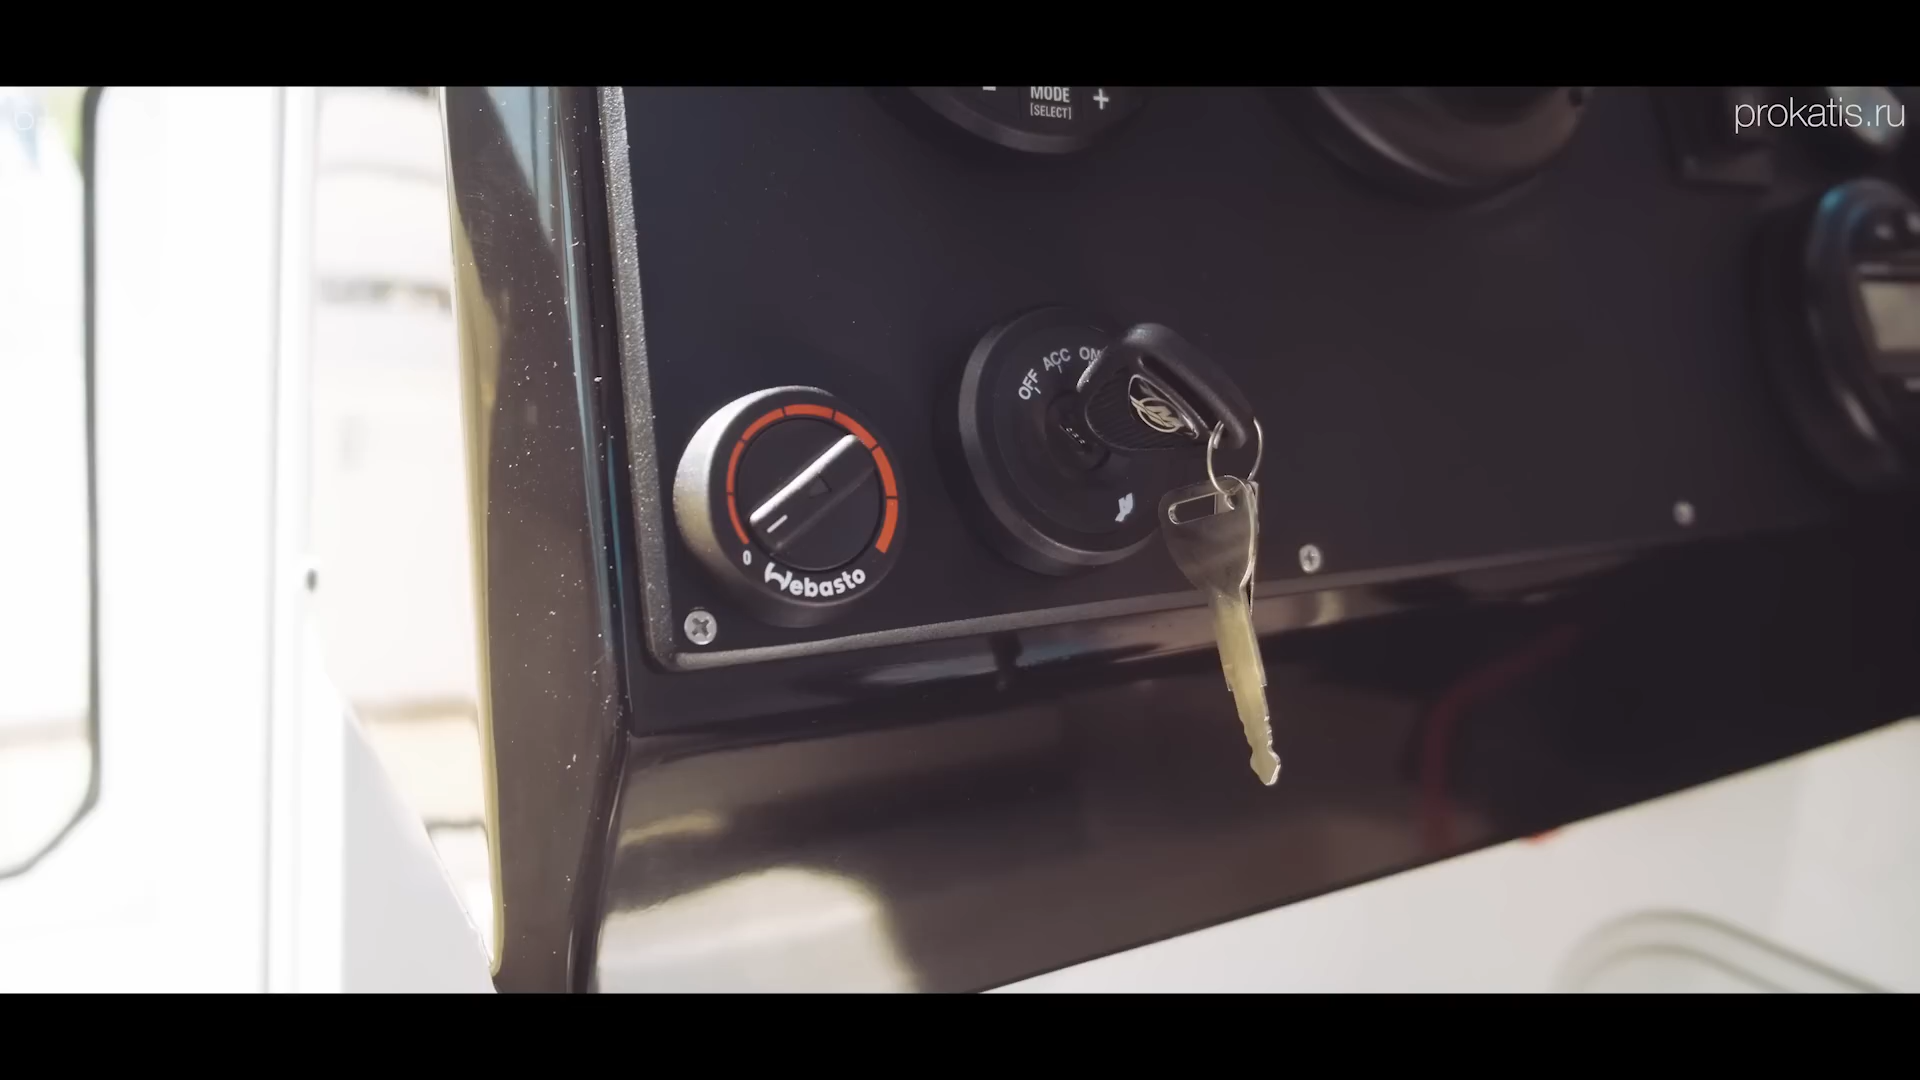 - MODE +
[SELECT]
prokatis.ru
OFF ACC ON
0
Webasto